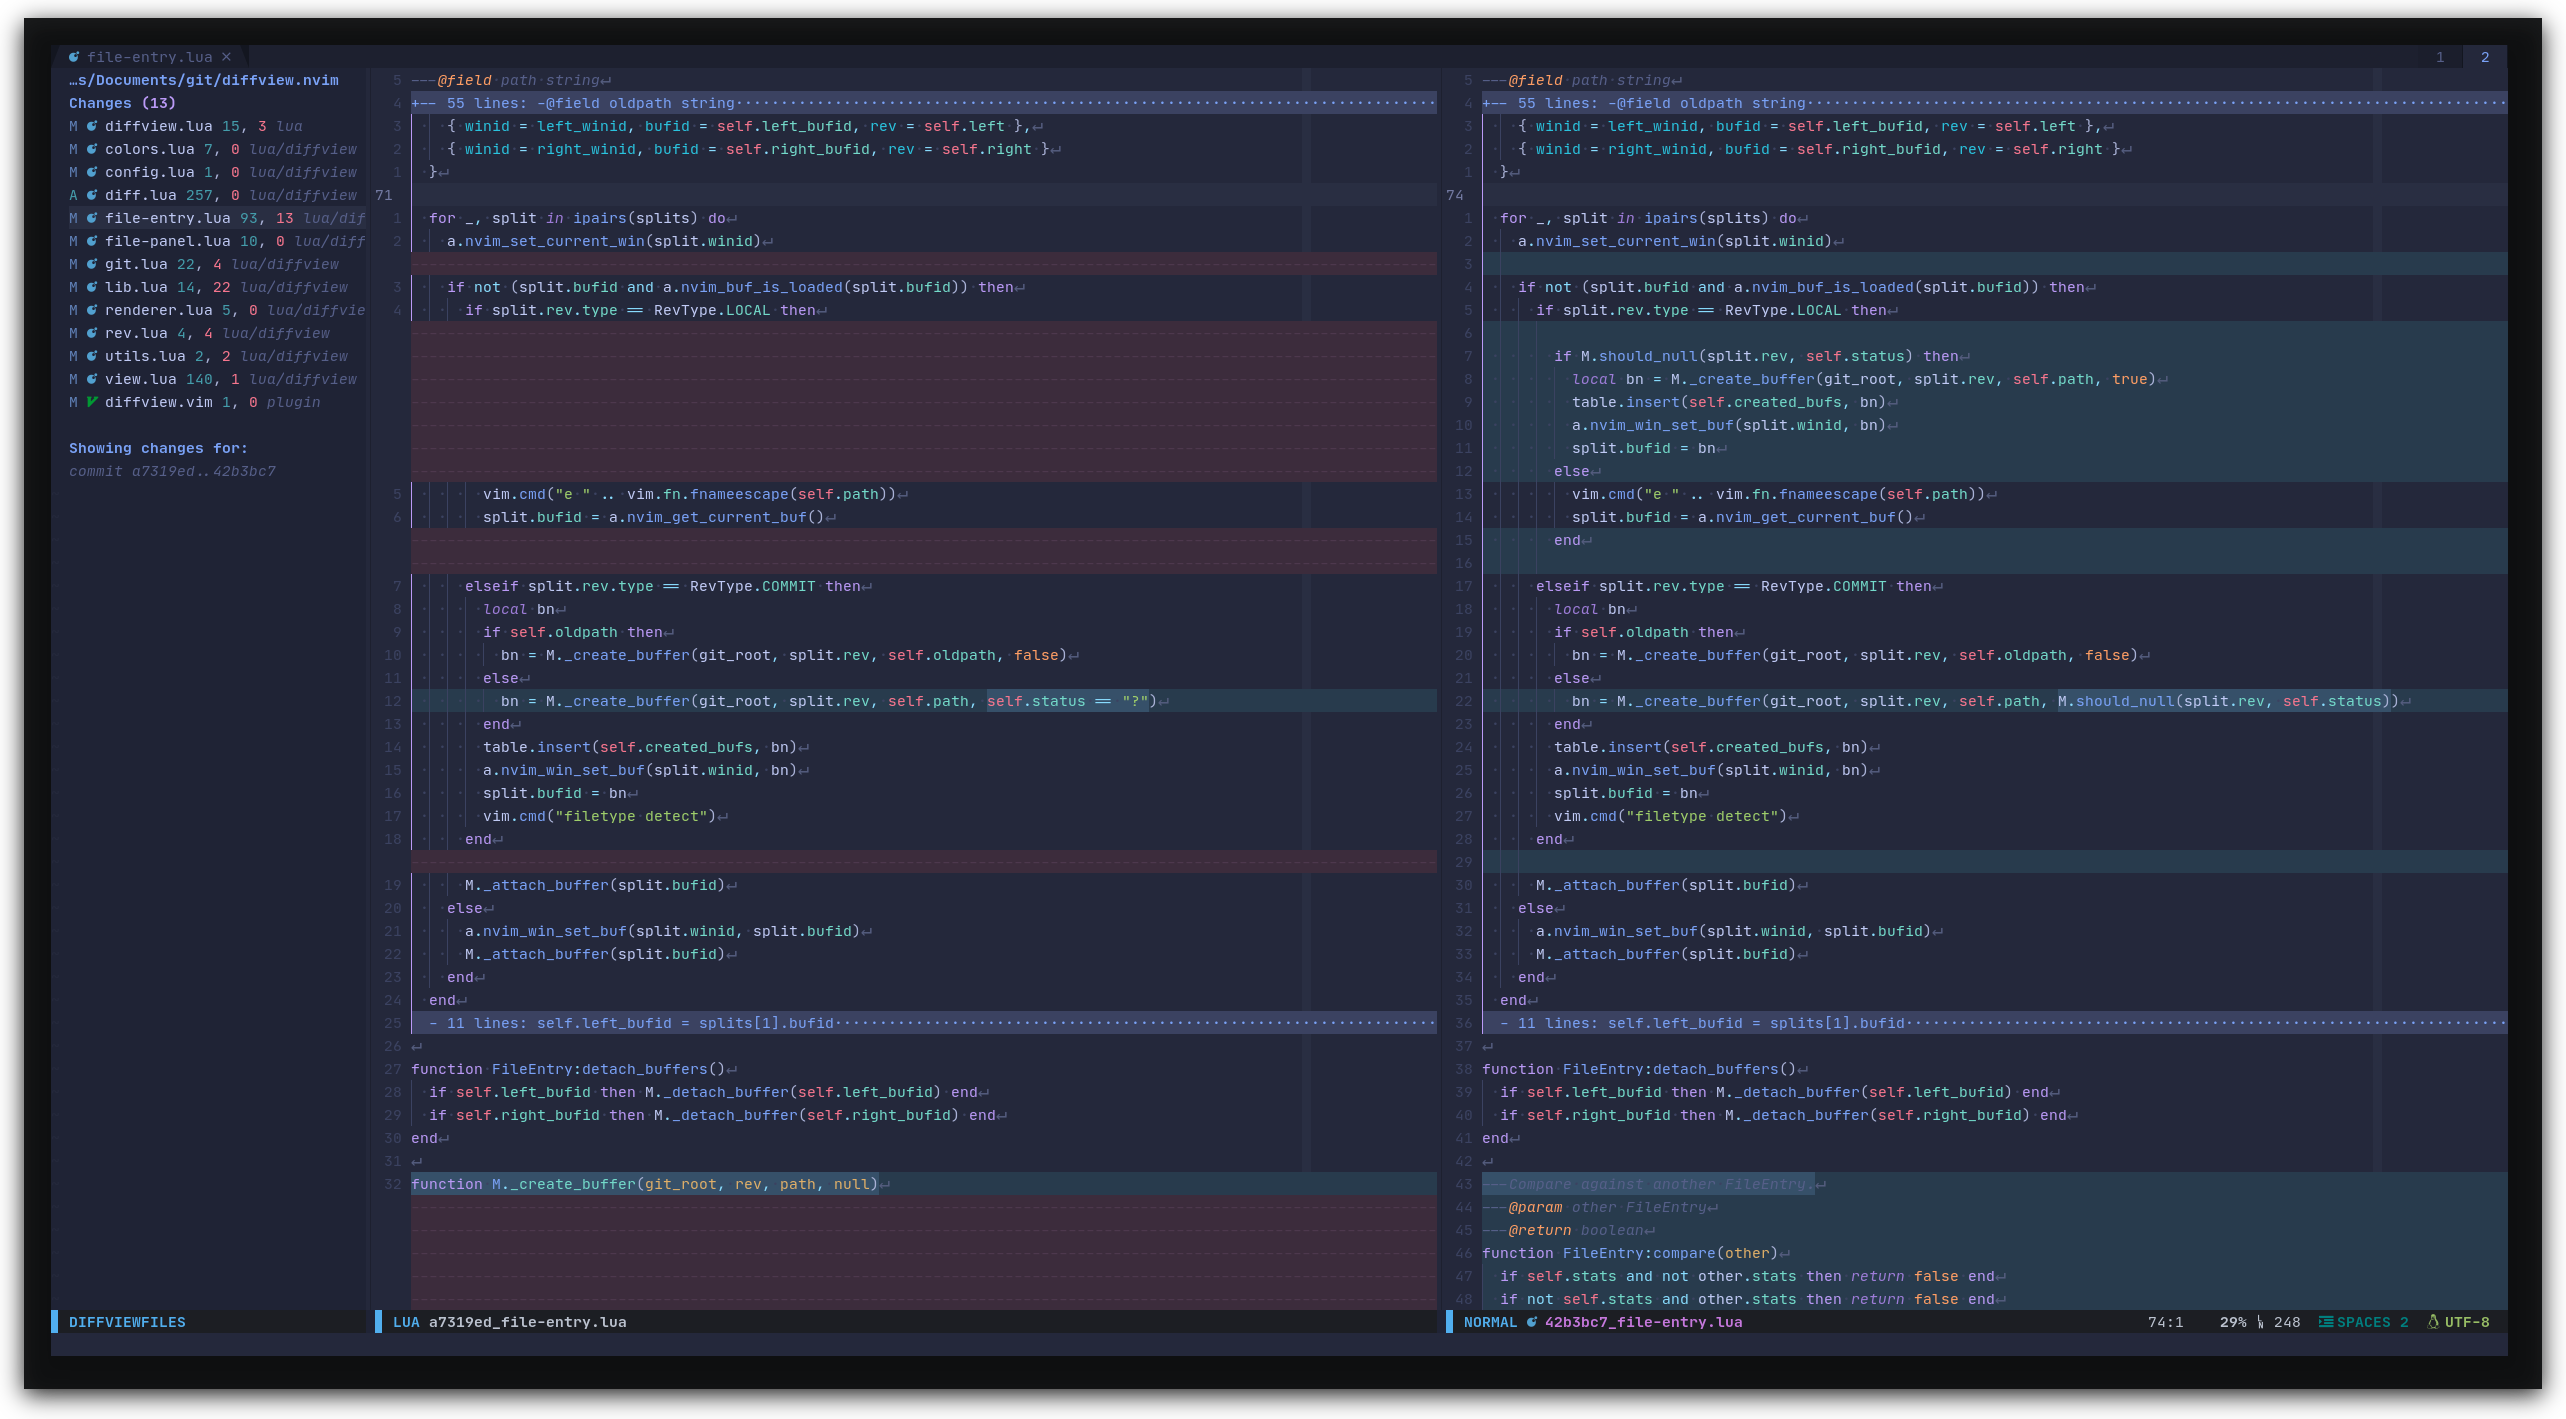 file-entry.lua ×
1 2
…s/Documents/git/diffview.nvim
Changes (13)
M diffview.lua 15, 3 lua
M colors.lua 7, 0 lua/diffview
M config.lua 1, 0 lua/diffview
A diff.lua 257, 0 lua/diffview
M file-entry.lua 93, 13 lua/dif
M file-panel.lua 10, 0 lua/diff
M git.lua 22, 4 lua/diffview
M lib.lua 14, 22 lua/diffview
M renderer.lua 5, 0 lua/diffvie
M rev.lua 4, 4 lua/diffview
M utils.lua 2, 2 lua/diffview
M view.lua 140, 1 lua/diffview
M diffview.vim 1, 0 plugin
Showing changes for:
commit a7319ed..42b3bc7
DIFFVIEWFILES
5 ---@field path string↵
4 +-- 55 lines: -@field oldpath string
3 { winid = left_winid, bufid = self.left_bufid, rev = self.left },↵
2 { winid = right_winid, bufid = self.right_bufid, rev = self.right }↵
1 }↵
71
1 for _, split in ipairs(splits) do↵
2 a.nvim_set_current_win(split.winid)↵
3 if not (split.bufid and a.nvim_buf_is_loaded(split.bufid)) then↵
4 if split.rev.type == RevType.LOCAL then↵
5 vim.cmd("e " .. vim.fn.fnameescape(self.path))↵
6 split.bufid = a.nvim_get_current_buf()↵
7 elseif split.rev.type == RevType.COMMIT then↵
8 local bn↵
9 if self.oldpath then↵
10 bn = M._create_buffer(git_root, split.rev, self.oldpath, false)↵
11 else↵
12 bn = M._create_buffer(git_root, split.rev, self.path, self.status == "?")↵
13 end↵
14 table.insert(self.created_bufs, bn)↵
15 a.nvim_win_set_buf(split.winid, bn)↵
16 split.bufid = bn↵
17 vim.cmd("filetype detect")↵
18 end↵
19 M._attach_buffer(split.bufid)↵
20 else↵
21 a.nvim_win_set_buf(split.winid, split.bufid)↵
22 M._attach_buffer(split.bufid)↵
23 end↵
24 end↵
25 - 11 lines: self.left_bufid = splits[1].bufid
26 ↵
27 function FileEntry:detach_buffers()↵
28 if self.left_bufid then M._detach_buffer(self.left_bufid) end↵
29 if self.right_bufid then M._detach_buffer(self.right_bufid) end↵
30 end↵
31 ↵
32 function M._create_buffer(git_root, rev, path, null)↵
LUA a7319ed_file-entry.lua
5 ---@field path string↵
4 +-- 55 lines: -@field oldpath string
3 { winid = left_winid, bufid = self.left_bufid, rev = self.left },↵
2 { winid = right_winid, bufid = self.right_bufid, rev = self.right }↵
1 }↵
74
1 for _, split in ipairs(splits) do↵
2 a.nvim_set_current_win(split.winid)↵
3
4 if not (split.bufid and a.nvim_buf_is_loaded(split.bufid)) then↵
5 if split.rev.type == RevType.LOCAL then↵
6
7 if M.should_null(split.rev, self.status) then↵
8 local bn = M._create_buffer(git_root, split.rev, self.path, true)↵
9 table.insert(self.created_bufs, bn)↵
10 a.nvim_win_set_buf(split.winid, bn)↵
11 split.bufid = bn↵
12 else↵
13 vim.cmd("e " .. vim.fn.fnameescape(self.path))↵
14 split.bufid = a.nvim_get_current_buf()↵
15 end↵
16
17 elseif split.rev.type == RevType.COMMIT then↵
18 local bn↵
19 if self.oldpath then↵
20 bn = M._create_buffer(git_root, split.rev, self.oldpath, false)↵
21 else↵
22 bn = M._create_buffer(git_root, split.rev, self.path, M.should_null(split.rev, self.status))↵
23 end↵
24 table.insert(self.created_bufs, bn)↵
25 a.nvim_win_set_buf(split.winid, bn)↵
26 split.bufid = bn↵
27 vim.cmd("filetype detect")↵
28 end↵
29
30 M._attach_buffer(split.bufid)↵
31 else↵
32 a.nvim_win_set_buf(split.winid, split.bufid)↵
33 M._attach_buffer(split.bufid)↵
34 end↵
35 end↵
36 - 11 lines: self.left_bufid = splits[1].bufid
37 ↵
38 function FileEntry:detach_buffers()↵
39 if self.left_bufid then M._detach_buffer(self.left_bufid) end↵
40 if self.right_bufid then M._detach_buffer(self.right_bufid) end↵
41 end↵
42 ↵
43 ---Compare against another FileEntry.↵
44 ---@param other FileEntry↵
45 ---@return boolean↵
46 function FileEntry:compare(other)↵
47 if self.stats and not other.stats then return false end↵
48 if not self.stats and other.stats then return false end↵
NORMAL 42b3bc7_file-entry.lua 74:1 29% LN 248 SPACES 2 UTF-8